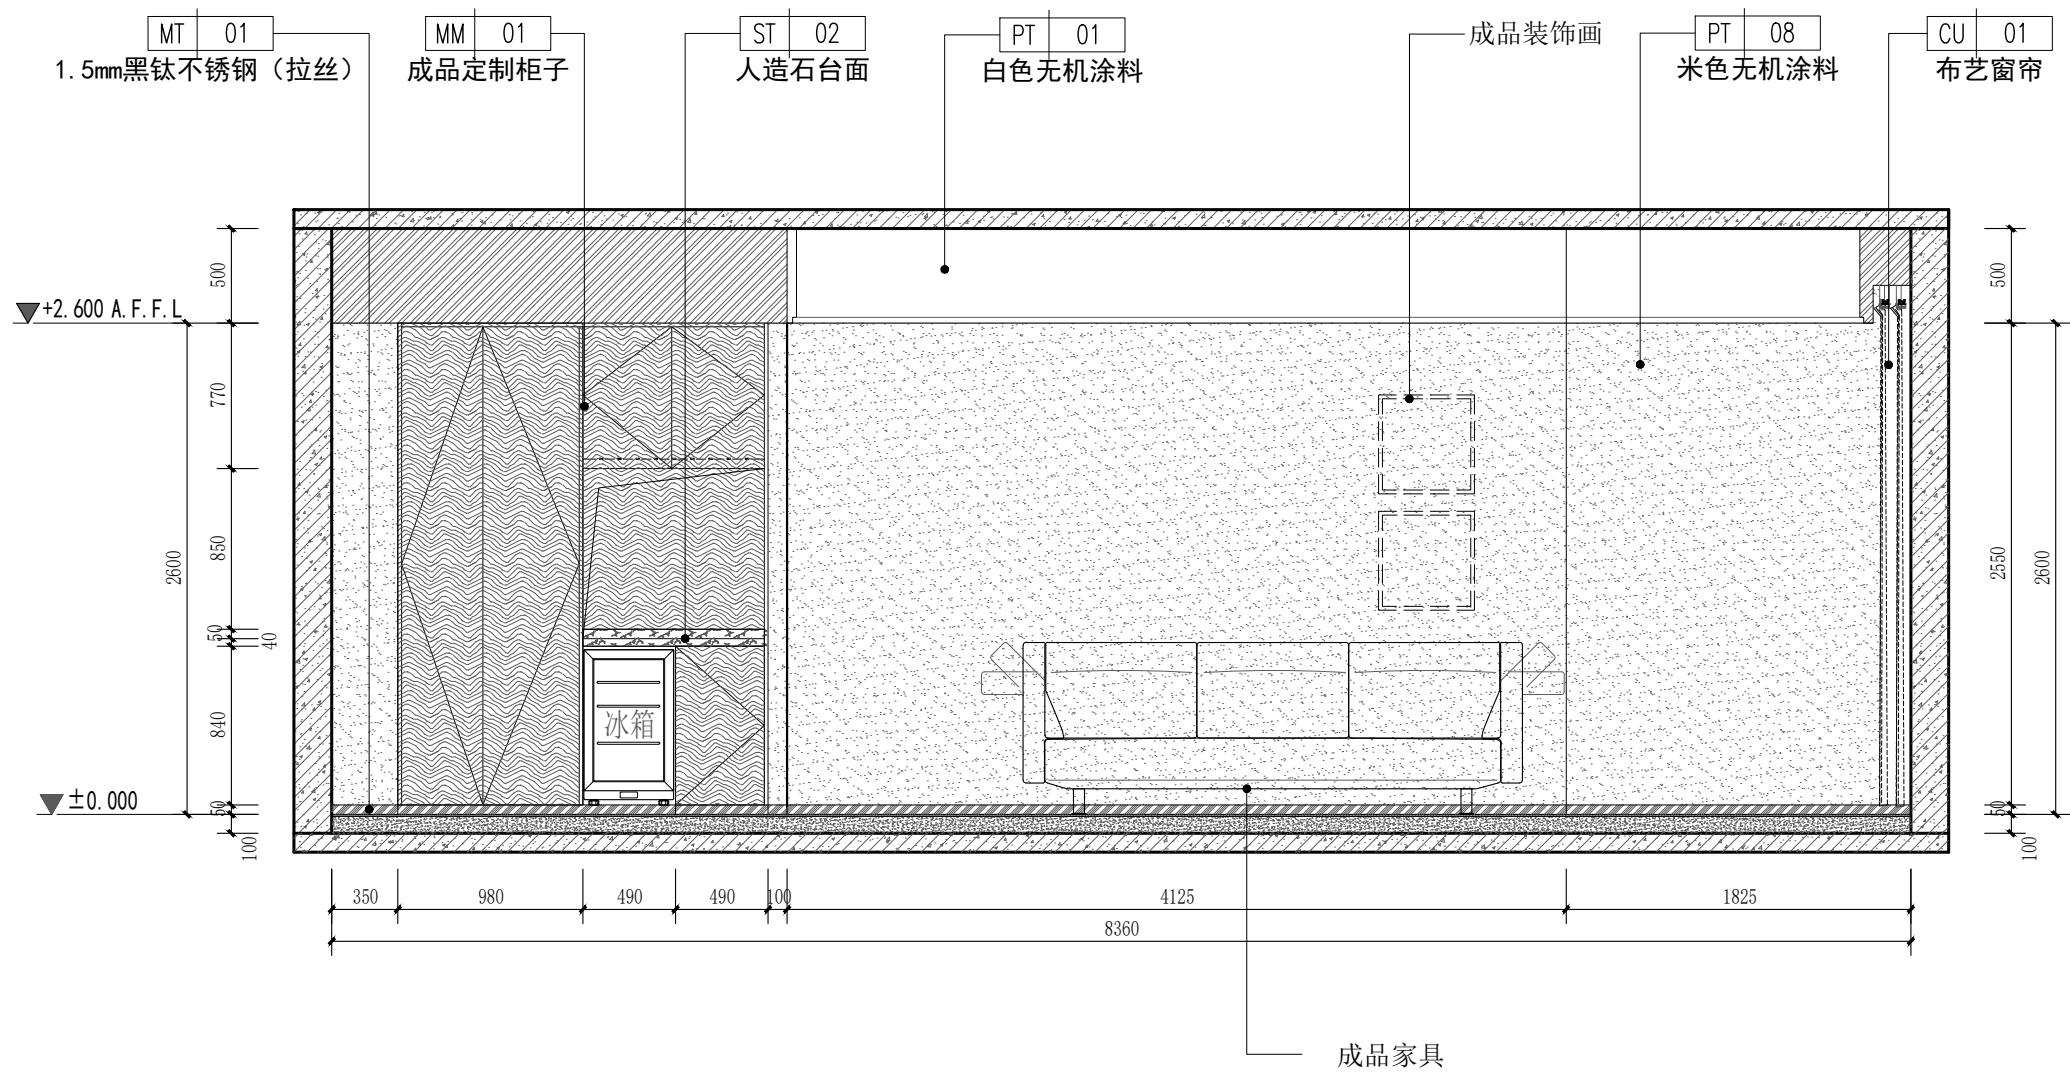 MT 01
MM 01
ST 02
PT 01
成品装饰画
PT 08
CU 01
1.5mm黑钛不锈钢（拉丝）
成品定制柜子
人造石台面
白色无机涂料
米色无机涂料
布艺窗帘
500
+2.600 A.F.F.L
770
850
2600
50
40
840
±0.000
50
100
500
2550
2600
50
100
冰箱
350
980
490
490
100
4125
1825
8360
成品家具